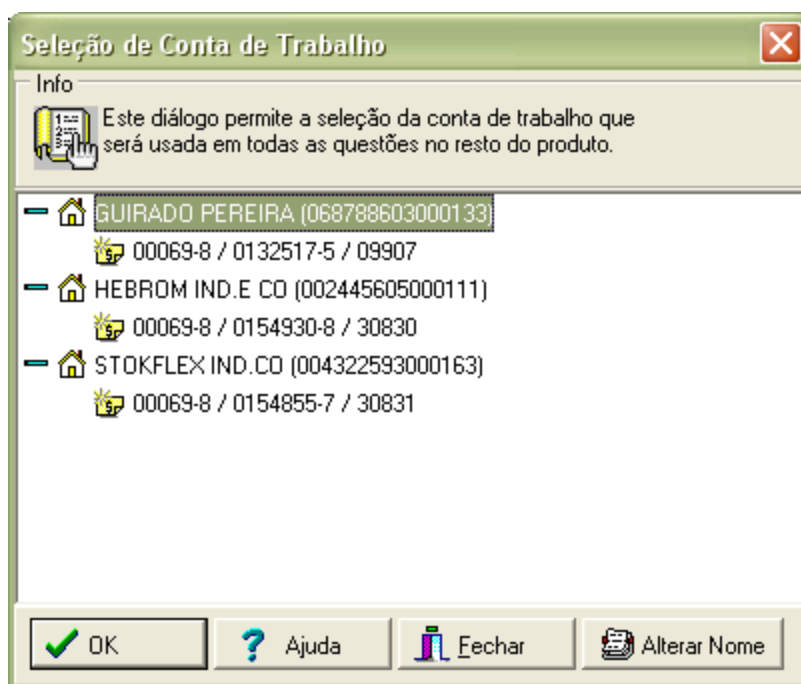 Seleção de Conta de Trabalho
Info
Este diálogo permite a seleção da conta de trabalho que
será usada em todas as questões no resto do produto.
GUIRADO PEREIRA (068788603000133)
00069-8 / 0132517-5 / 09907
HEBROM IND.E CO (002445605000111)
00069-8 / 0154930-8 / 30830
STOKFLEX IND.CO (004322593000163)
00069-8 / 0154855-7 / 30831
OK
Ajuda
Fechar
Alterar Nome